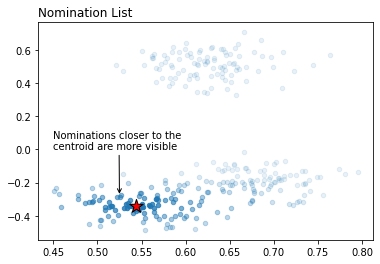 Nomination List
0.6
0.4
0.2
0.0
−0.2
−0.4
Nominations closer to the
centroid are more visible
0.45 0.50 0.55 0.60 0.65 0.70 0.75 0.80